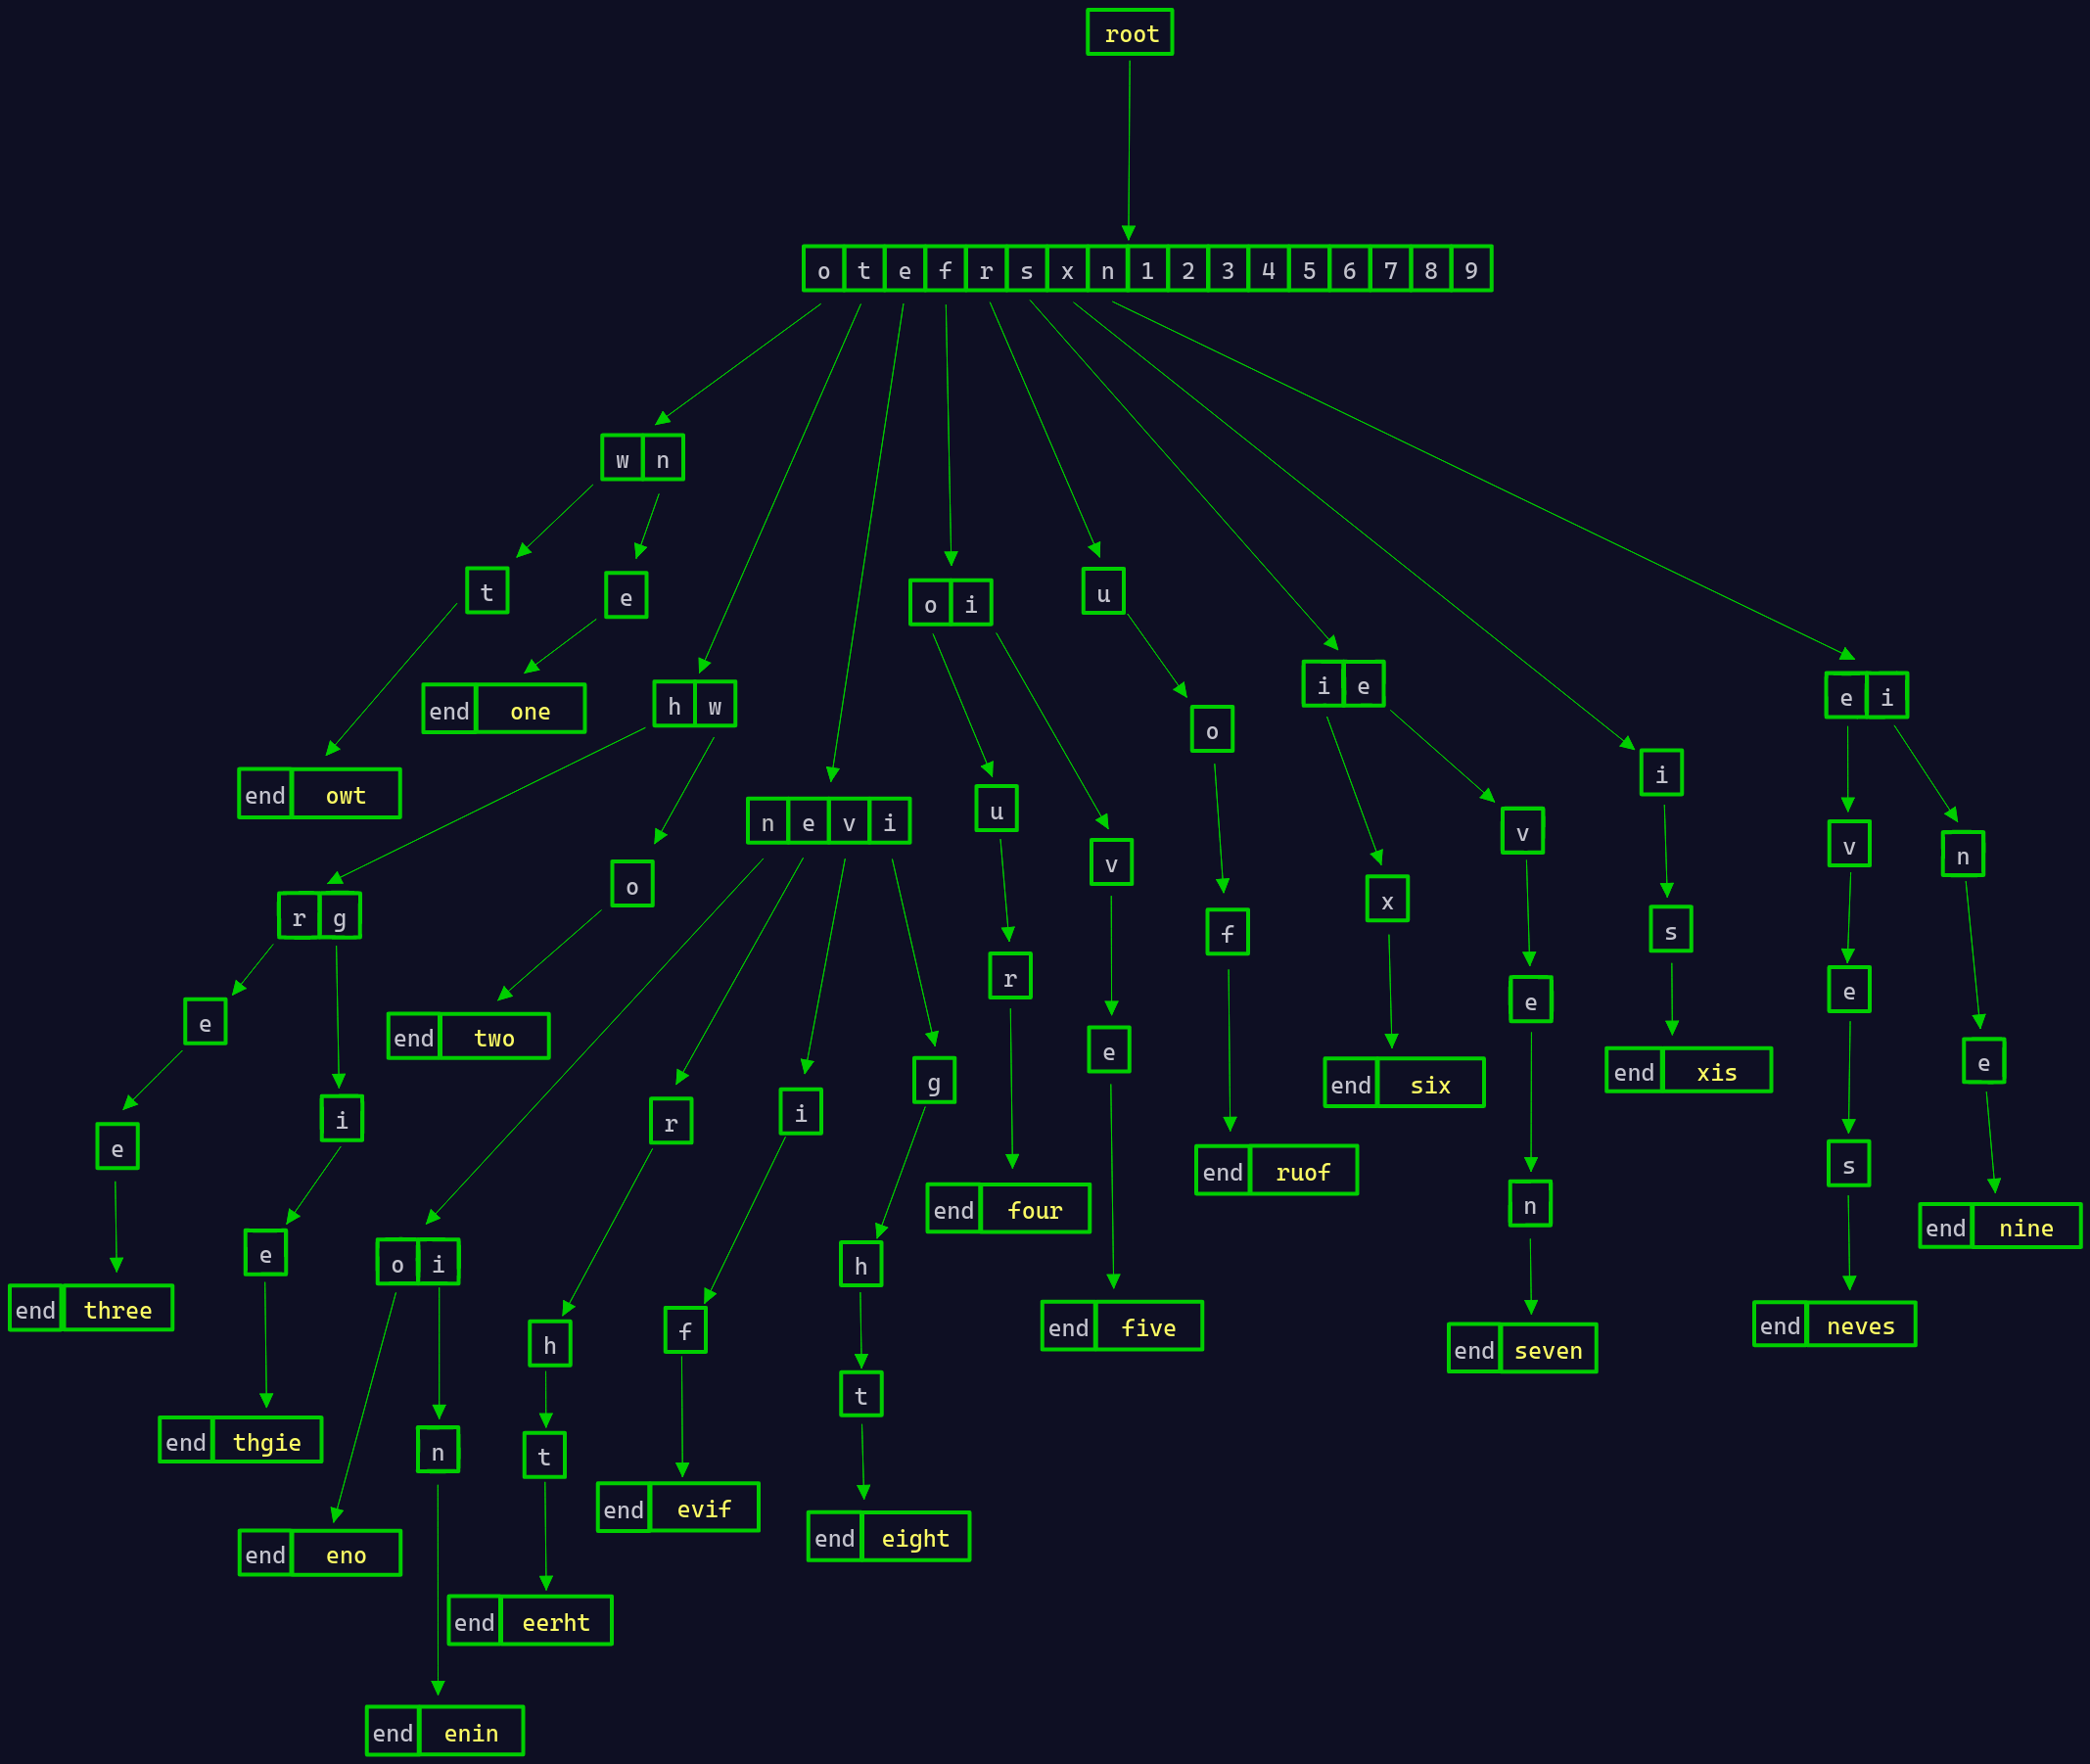 root
o t e f r s x n 1 2 3 4 5 6 7 8 9
w n
t
e
o i
u
end one
h w
i e
e i
o
end owt
i
n e v i
u
v
v
n
v
o
r g
x
s
f
r
e
e
e
e
end two
e
end xis
e
g
end six
i
r
i
e
s
end ruof
n
end four
end nine
e
o i
h
end three
f
h
end five
end neves
end seven
t
end thgie
n
t
end evif
end eight
end eno
end eerht
end enin